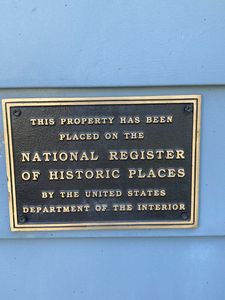 THIS PROPERTY HAS BEEN
PLACED ON THE
NATIONAL REGISTER
OF HISTORIC PLACES
BY THE UNITED STATES
DEPARTMENT OF THE INTERIOR